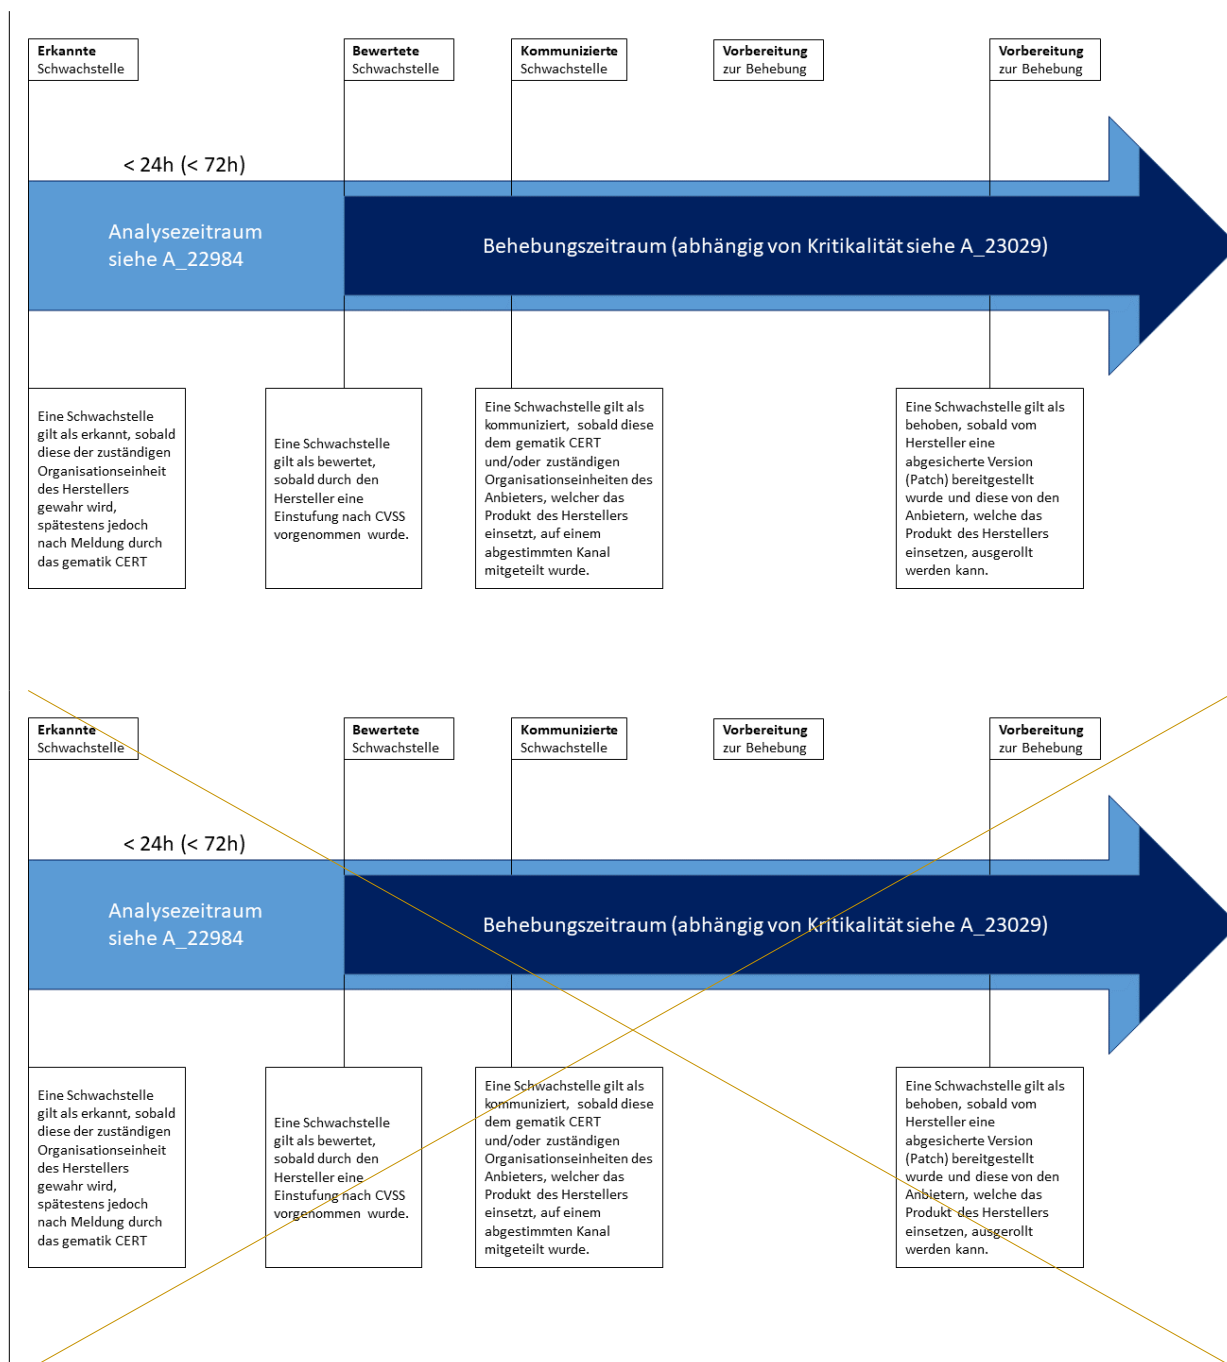 Erkannte
Schwachstelle
Bewertete
Schwachstelle
Kommunizierte
Schwachstelle
Vorbereitung
zur Behebung
Vorbereitung
zur Behebung
< 24h (< 72h)
Analysezeitraum
siehe A_22984
Behebungszeitraum (abhängig von Kritikalität siehe A_23029)
Eine Schwachstelle
gilt als erkannt, sobald
diese der zuständigen
Organisationseinheit
des Herstellers
gewahr wird,
spätestens jedoch
nach Meldung durch
das gematik CERT
Eine Schwachstelle
gilt als bewertet,
sobald durch den
Hersteller eine
Einstufung nach CVSS
vorgenommen wurde.
Eine Schwachstelle gilt als
kommuniziert, sobald diese
dem gematik CERT
und/oder zuständigen
Organisationseinheiten des
Anbieters, welcher das
Produkt des Herstellers
einsetzt, auf einem
abgestimmten Kanal
mitgeteilt wurde.
Eine Schwachstelle gilt als
behoben, sobald vom
Hersteller eine
abgesicherte Version
(Patch) bereitgestellt
wurde und diese von den
Anbietern, welche das
Produkt des Herstellers
einsetzen, ausgerollt
werden kann.
Erkannte
Schwachstelle
Bewertete
Schwachstelle
Kommunizierte
Schwachstelle
Vorbereitung
zur Behebung
Vorbereitung
zur Behebung
< 24h (< 72h)
Analysezeitraum
siehe A_22984
Behebungszeitraum (abhängig von Kritikalität siehe A_23029)
Eine Schwachstelle
gilt als erkannt, sobald
diese der zuständigen
Organisationseinheit
des Herstellers
gewahr wird,
spätestens jedoch
nach Meldung durch
das gematik CERT
Eine Schwachstelle
gilt als bewertet,
sobald durch den
Hersteller eine
Einstufung nach CVSS
vorgenommen wurde.
Eine Schwachstelle gilt als
kommuniziert, sobald diese
dem gematik CERT
und/oder zuständigen
Organisationseinheiten des
Anbieters, welcher das
Produkt des Herstellers
einsetzt, auf einem
abgestimmten Kanal
mitgeteilt wurde.
Eine Schwachstelle gilt als
behoben, sobald vom
Hersteller eine
abgesicherte Version
(Patch) bereitgestellt
wurde und diese von den
Anbietern, welche das
Produkt des Herstellers
einsetzen, ausgerollt
werden kann.